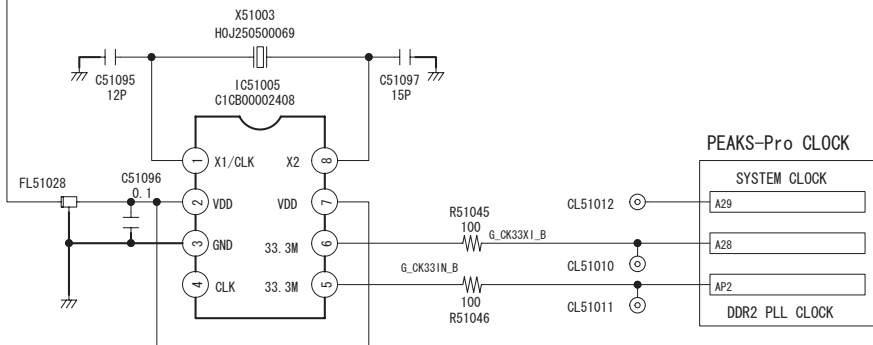 X51003
H0J250500069
C51095
12P
C51097
15P
IC51005
C1CB00002408
1
X1/CLK
X2
8
FL51028
C51096
0.1
2
VDD
VDD
7
3
GND
33.3M
6
4
CLK
33.3M
5
R51045
100
G_CK33XI_B
G_CK33IN_B
100
R51046
CL51012
CL51010
CL51011
PEAKS-Pro CLOCK
SYSTEM CLOCK
A29
A28
AP2
DDR2 PLL CLOCK